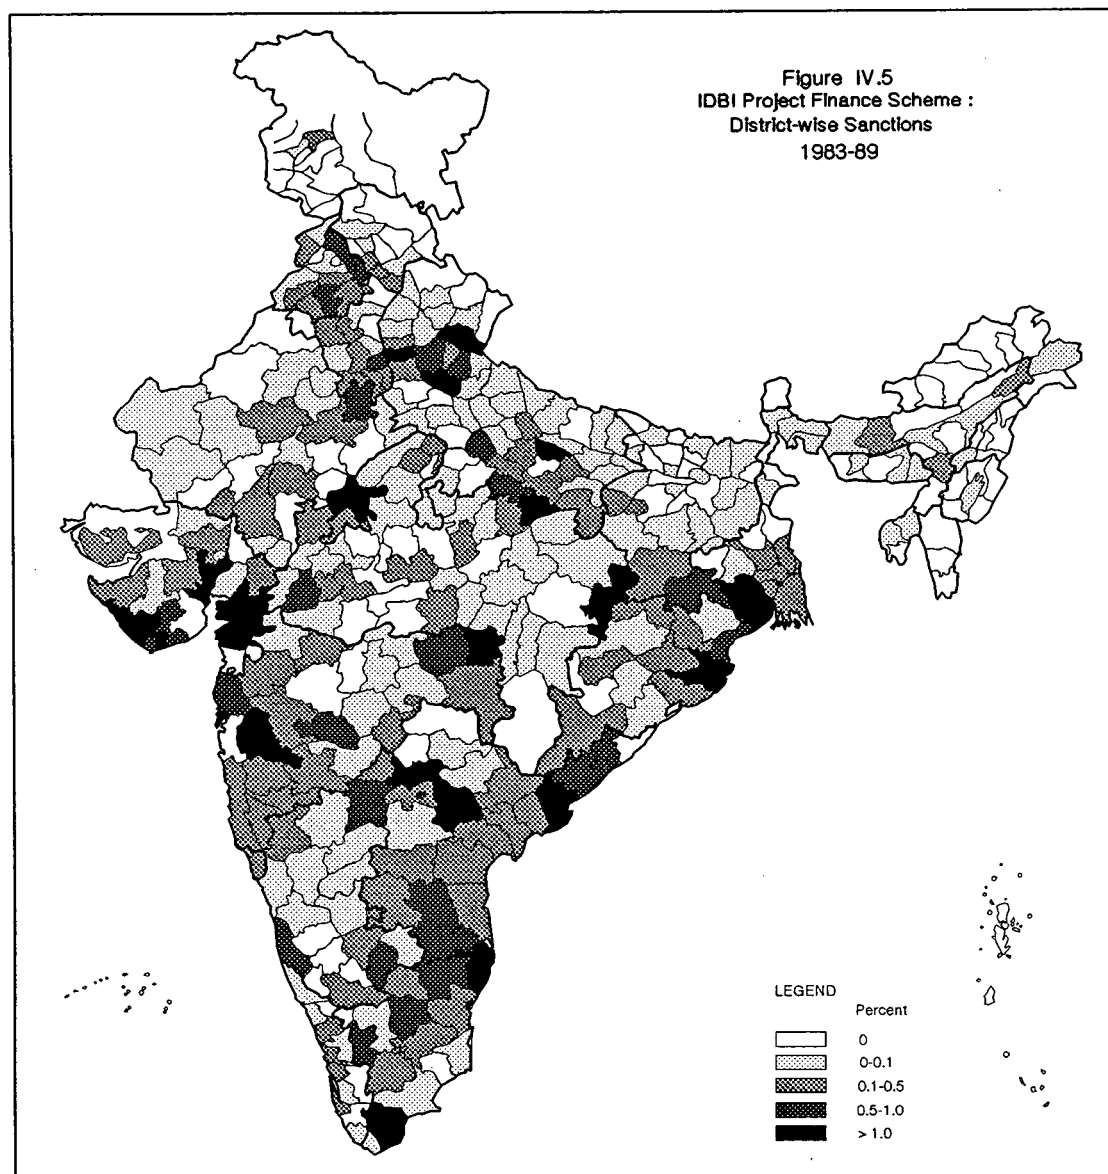 Figure IV.5
IDBI Project Finance Scheme :
District-wise Sanctions
1983-89
LEGEND
Percent
0
0-0.1
0.1-0.5
0.5-1.0
> 1.0